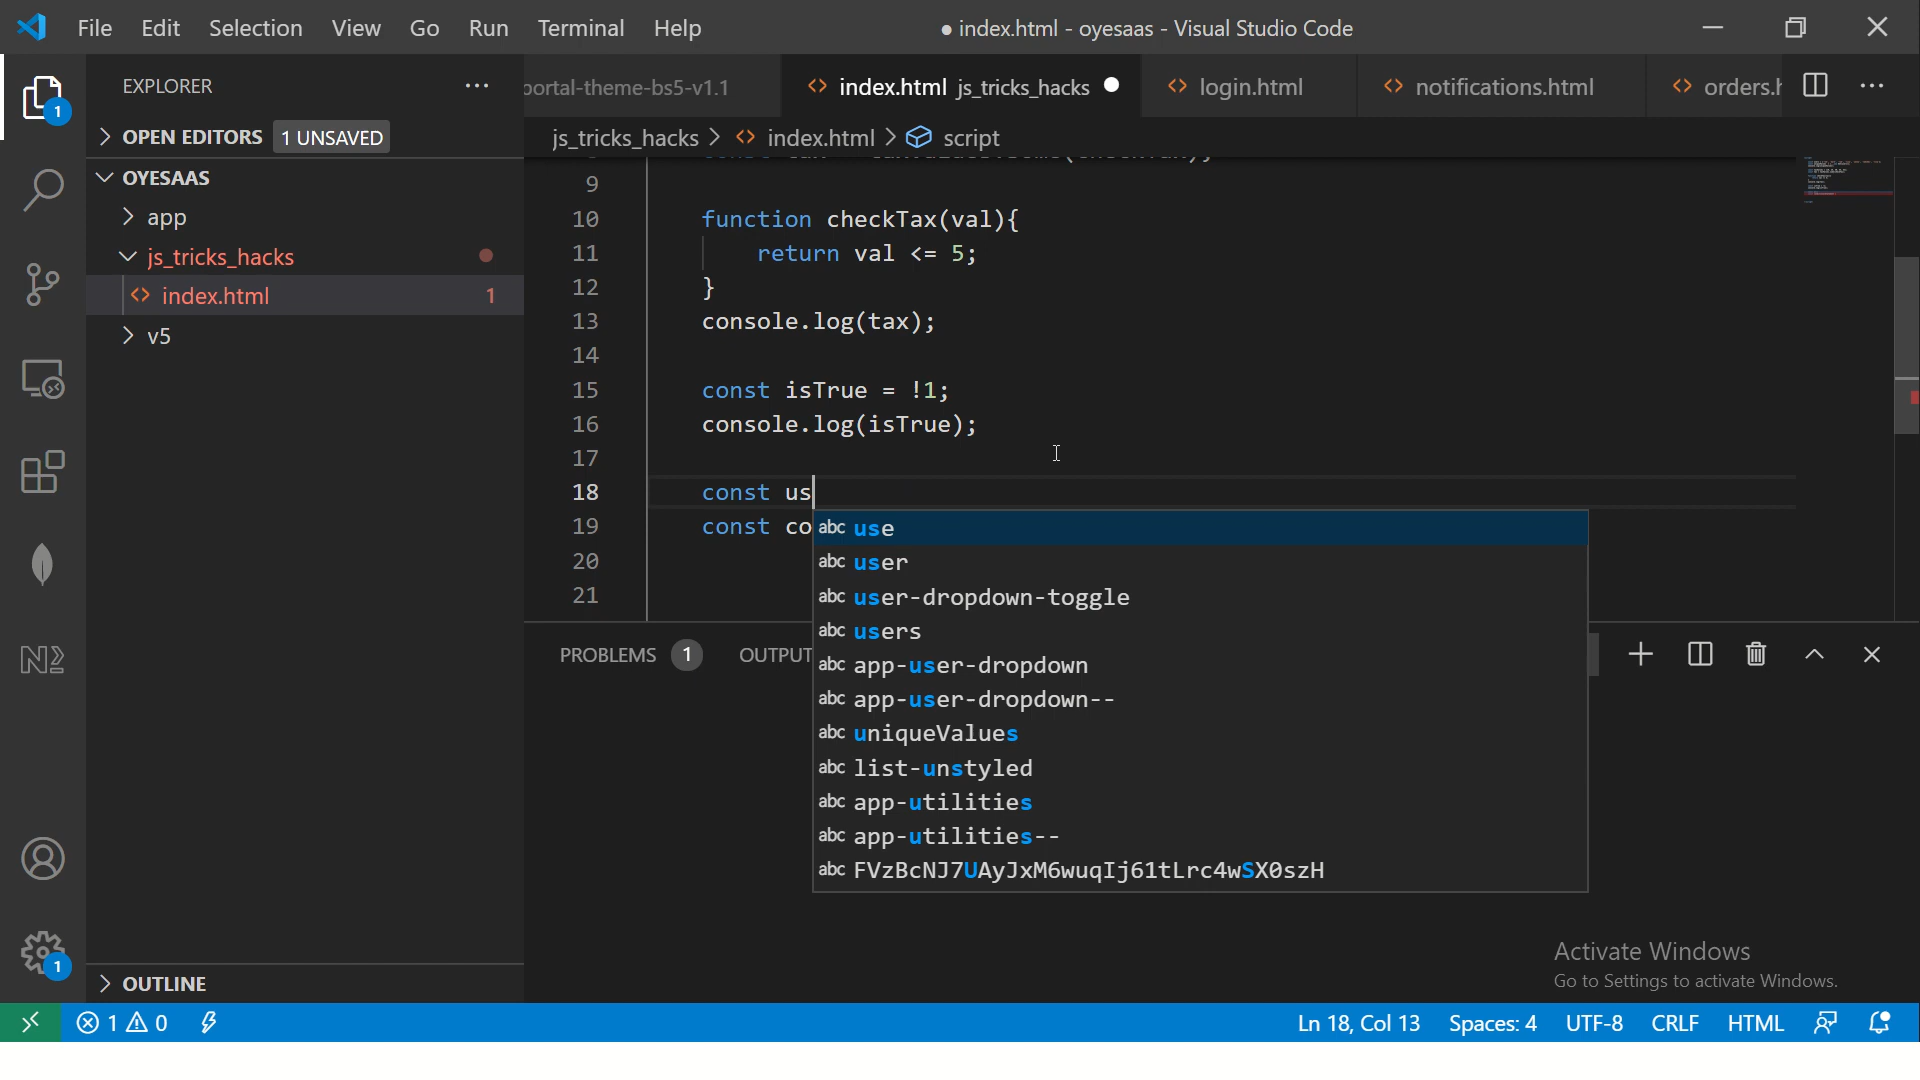 File Edit Selection View Go Run Terminal Help
● index.html - oyesaas - Visual Studio Code
EXPLORER
portal-theme-bs5-v1.1
index.html js_tricks_hacks
login.html
notifications.html
orders.h
OPEN EDITORS 1 UNSAVED
OYESAAS
app
js_tricks_hacks
index.html 1
v5
OUTLINE
1
1
js_tricks_hacks > index.html > script
9
10 function checkTax(val){
11 return val <= 5;
12 }
13 console.log(tax);
14
15 const isTrue = !1;
16 console.log(isTrue);
17
18 const us
19 const co
20
21
abc use
abc user
abc user-dropdown-toggle
abc users
abc app-user-dropdown
abc app-user-dropdown--
abc uniqueValues
abc list-unstyled
abc app-utilities
abc app-utilities--
abc FVzBcNJ7UAyJxM6wuqIj61tLrc4wSX0szH
PROBLEMS 1 OUTPUT
Activate Windows
Go to Settings to activate Windows.
1 0
Ln 18, Col 13 Spaces: 4 UTF-8 CRLF HTML